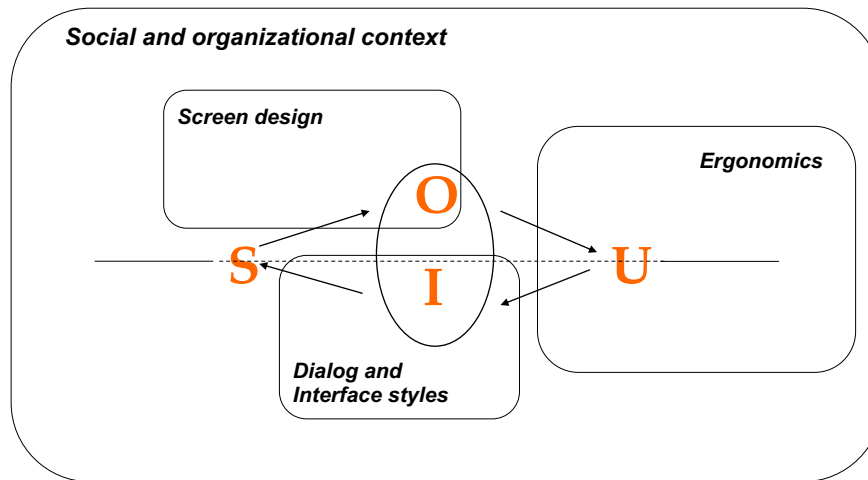 Social and organizational context
Screen design
Ergonomics
O
S
U
I
Dialog and
Interface styles